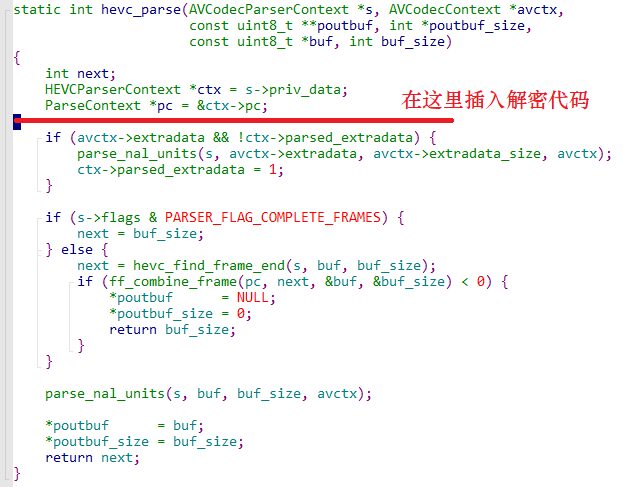 static int hevc_parse(AVCodecParserContext *s, AVCodecContext *avctx,
                      const uint8_t **poutbuf, int *poutbuf_size,
                      const uint8_t *buf, int buf_size)
{
    int next;
    HEVCParserContext *ctx = s->priv_data;
    ParseContext *pc = &ctx->pc;
在这里插入解密代码
    if (avctx->extradata && !ctx->parsed_extradata) {
        parse_nal_units(s, avctx->extradata, avctx->extradata_size, avctx);
        ctx->parsed_extradata = 1;
    }
    if (s->flags & PARSER_FLAG_COMPLETE_FRAMES) {
        next = buf_size;
    } else {
        next = hevc_find_frame_end(s, buf, buf_size);
        if (ff_combine_frame(pc, next, &buf, &buf_size) < 0) {
            *poutbuf      = NULL;
            *poutbuf_size = 0;
            return buf_size;
        }
    }
    parse_nal_units(s, buf, buf_size, avctx);
    *poutbuf      = buf;
    *poutbuf_size = buf_size;
    return next;
}